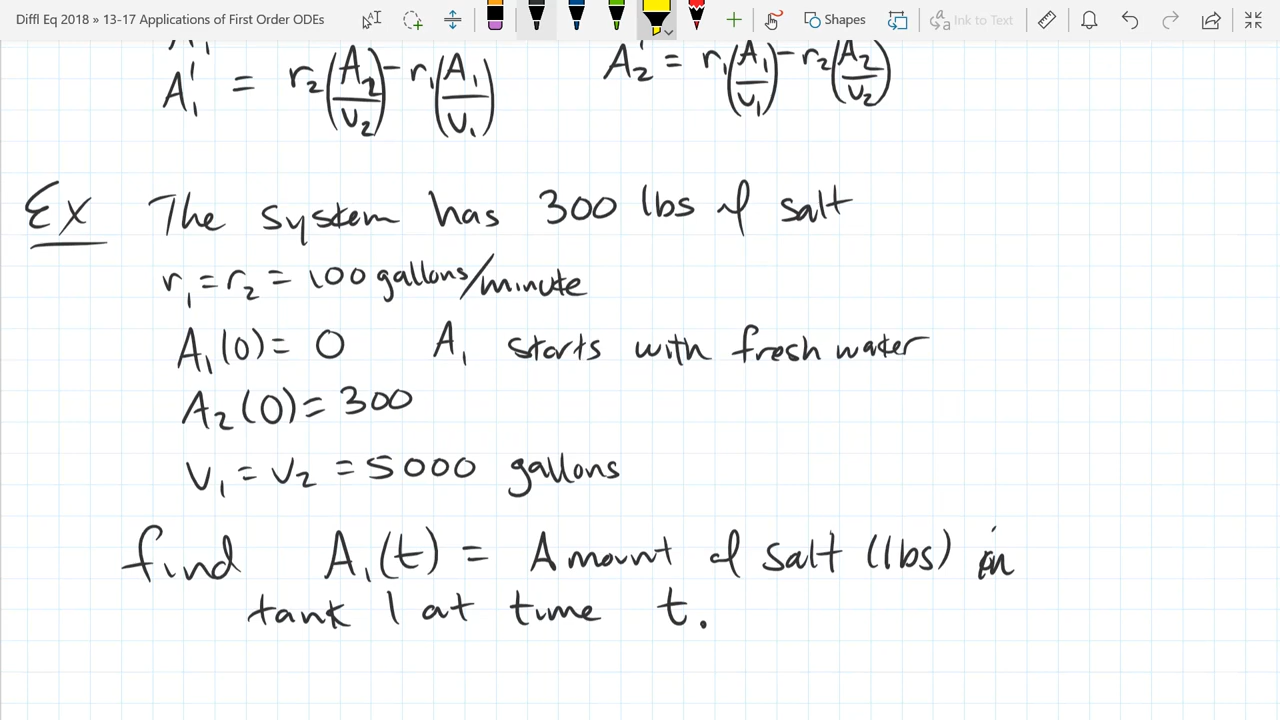 Diffl Eq 2018 » 13-17 Applications of First Order ODEs
Shapes
Ink to Text
A₁' = r₂(A₂/V₂) - r₁(A₁/V₁)
A₂' = r₁(A₁/V₁) - r₂(A₂/V₂)
Ex The system has 300 lbs of salt
r₁ = r₂ = 100 gallons/minute
A₁(0) = 0 A₁ starts with fresh water
A₂(0) = 300
V₁ = V₂ = 5000 gallons
find A₁(t) = Amount of salt (lbs) in
tank 1 at time t.